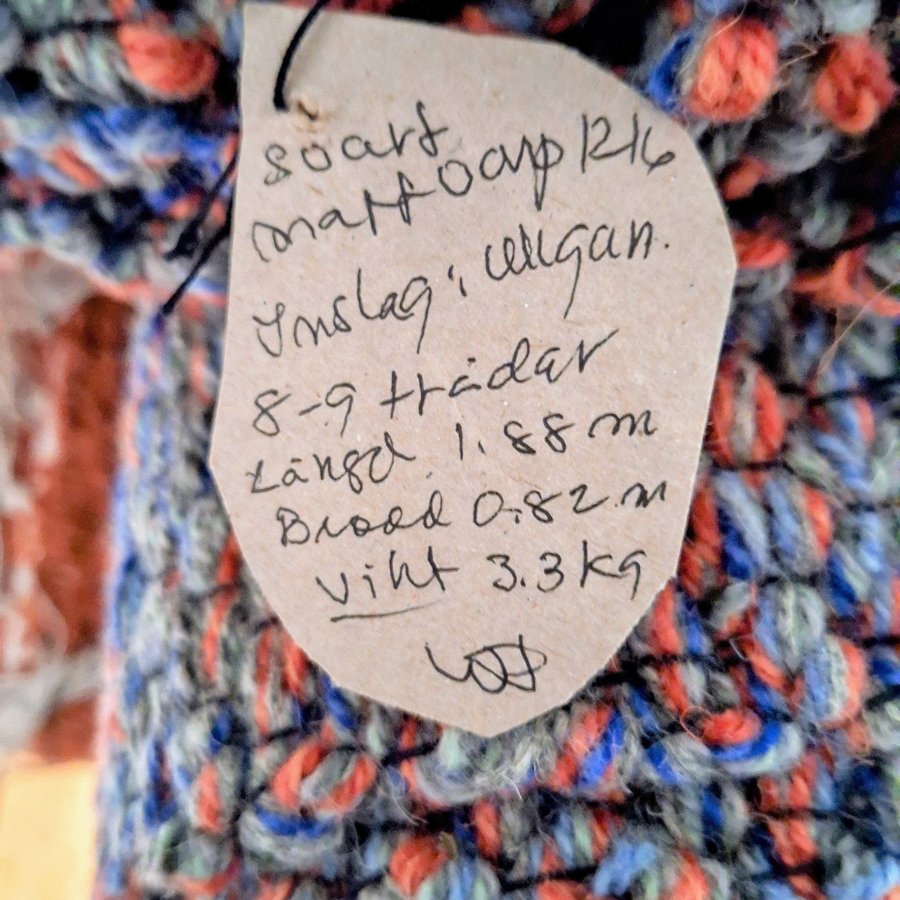 svart
mattvarp 12/6
Inslag; Ullgarn.
8-9 trådar
Längd. 1.88 m
Bredd 0.82 m
Vikt 3.3 kg